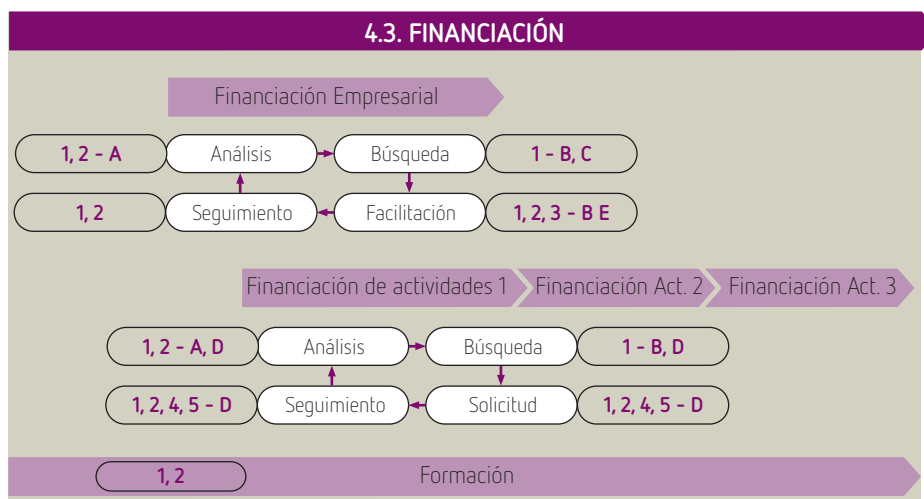 4.3. FINANCIACIÓN
Financiación Empresarial
1, 2 - A Análisis Búsqueda 1 - B, C
1, 2 Seguimiento Facilitación 1, 2, 3 - B E
Financiación de actividades 1 Financiación Act. 2 Financiación Act. 3
1, 2 - A, D Análisis Búsqueda 1 - B, D
1, 2, 4, 5 - D Seguimiento Solicitud 1, 2, 4, 5 - D
1, 2 Formación